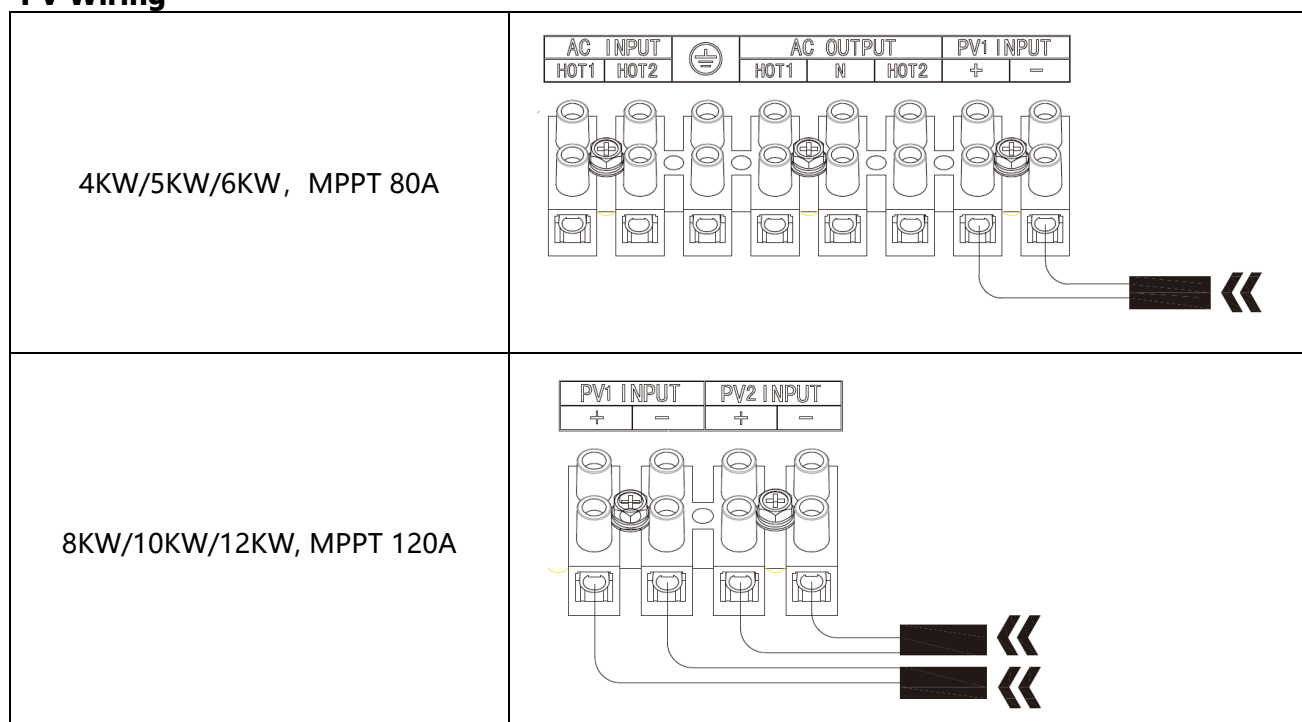 PV Wiring
4KW/5KW/6KW，MPPT 80A
AC INPUT AC OUTPUT PV1 INPUT
HOT1 HOT2 HOT1 N HOT2 + −
8KW/10KW/12KW, MPPT 120A
PV1 INPUT PV2 INPUT
+ − + −